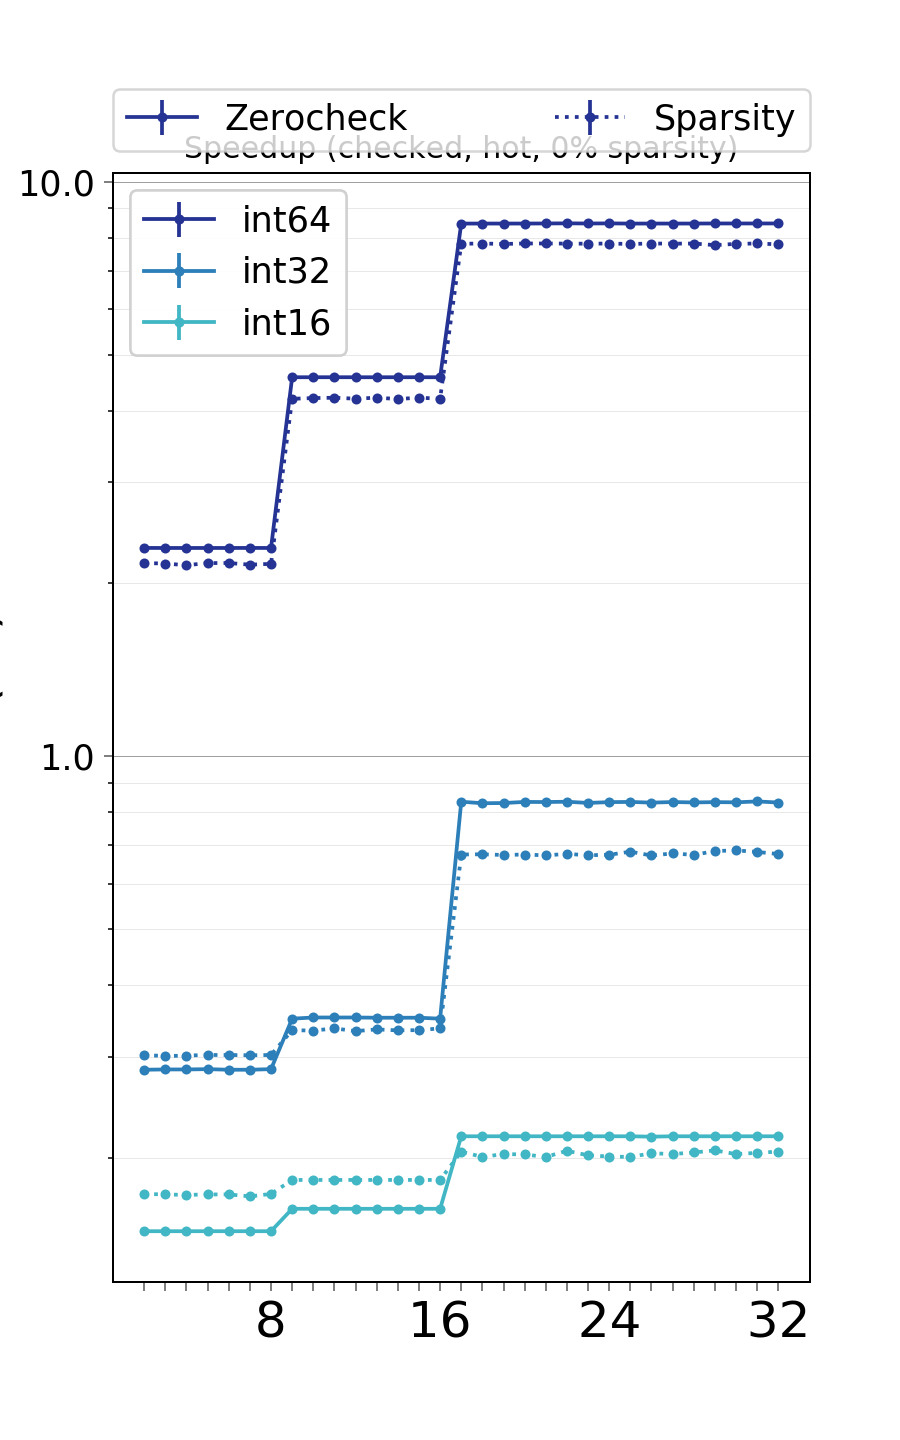 Zerocheck Sparsity
Speedup (checked, hot, 0% sparsity)
10.0
int64
int32
int16
1.0
8 16 24 32